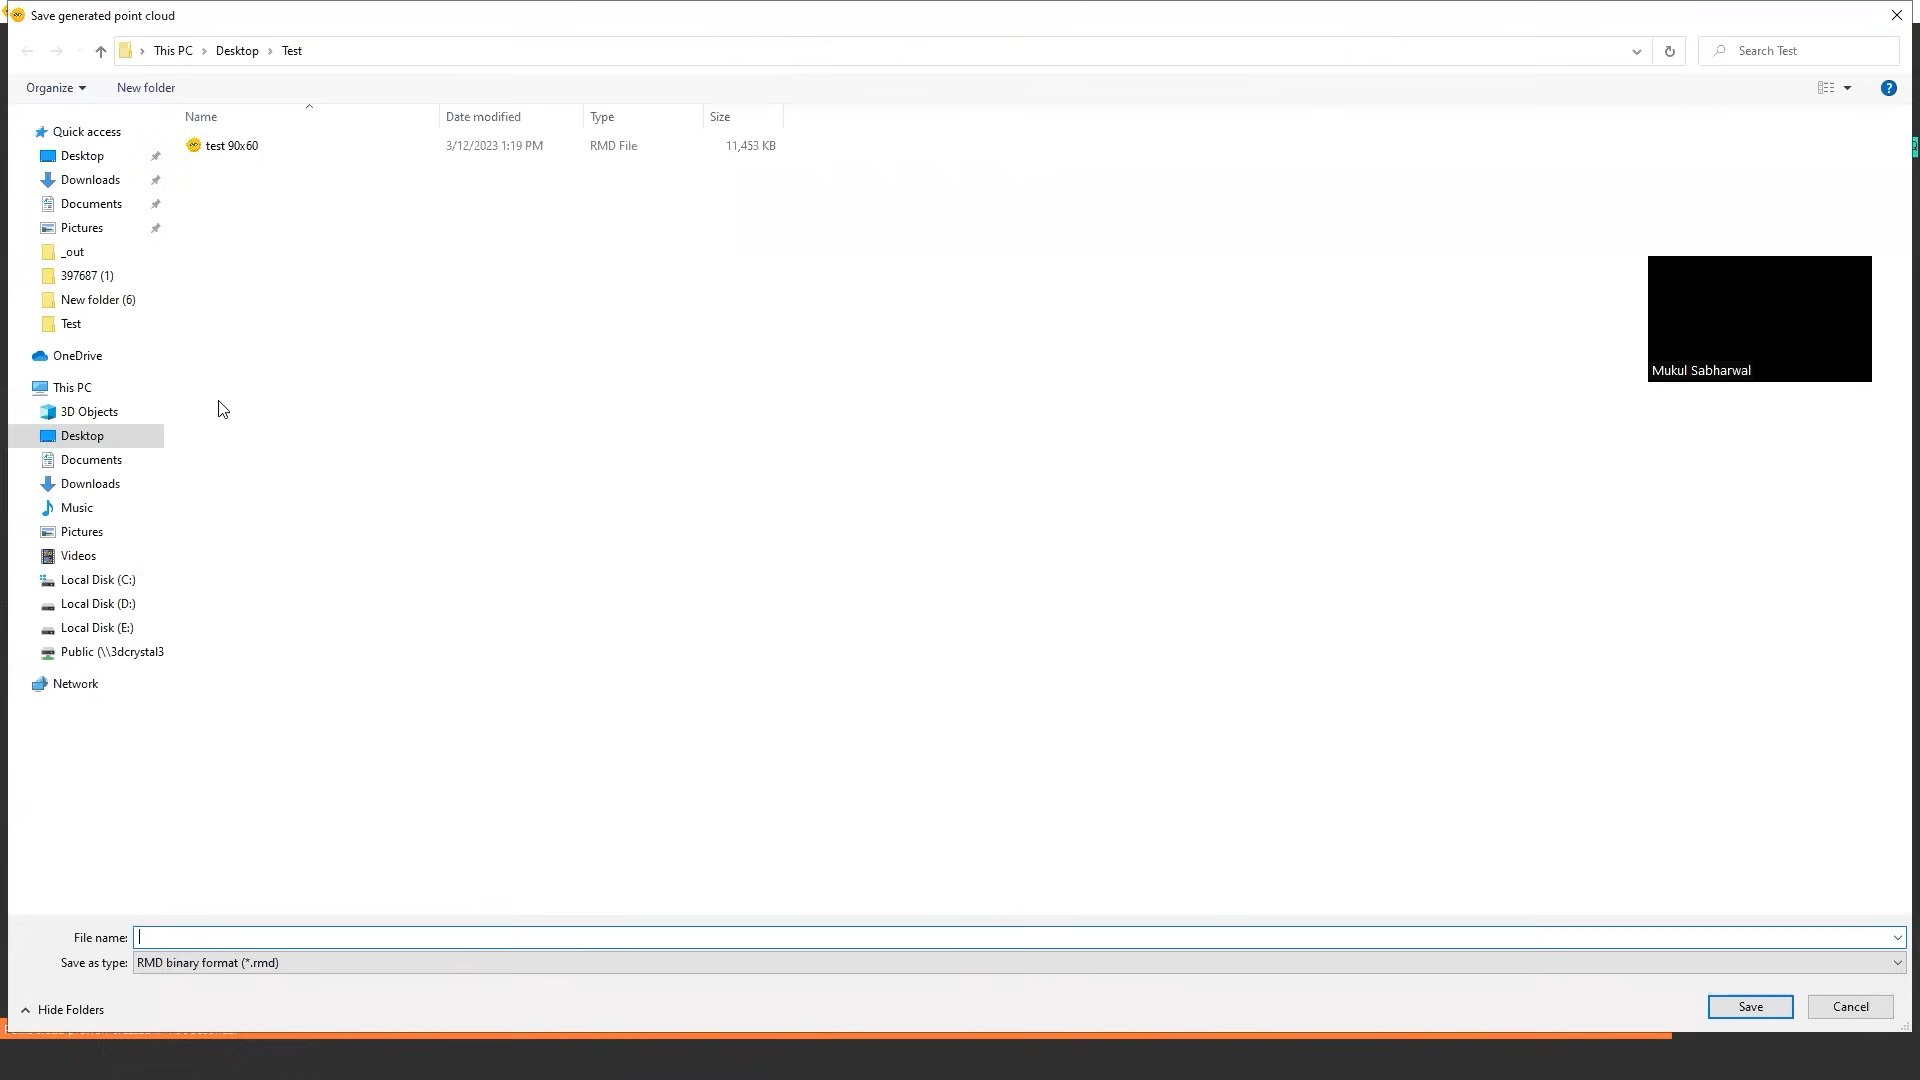 Save generated point cloud
This PC > Desktop > Test
Search Test
Organize
New folder
Name
Date modified
Type
Size
test 90x60
3/12/2023 1:19 PM
RMD File
11,453 KB
Quick access
Desktop
Downloads
Documents
Pictures
_out
397687 (1)
New folder (6)
Test
OneDrive
This PC
3D Objects
Desktop
Documents
Downloads
Music
Pictures
Videos
Local Disk (C:)
Local Disk (D:)
Local Disk (E:)
Public (\\3dcrystal3
Network
Mukul Sabharwal
File name:
Save as type:
RMD binary format (*.rmd)
Hide Folders
Save
Cancel